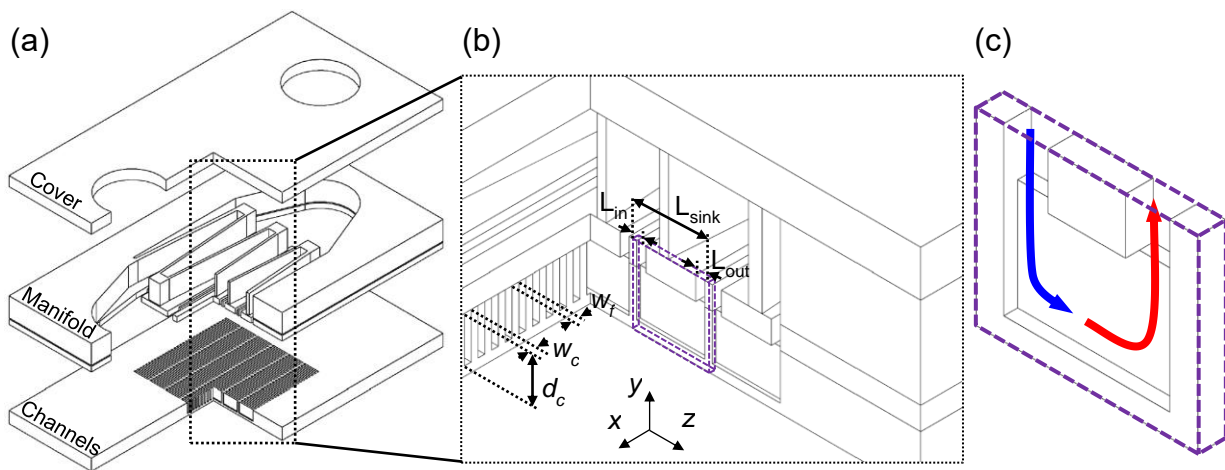 (a)
(b)
(c)
Cover
Manifold
Channels
L_in
L_sink
L_out
w_f
w_c
d_c
y
x
z